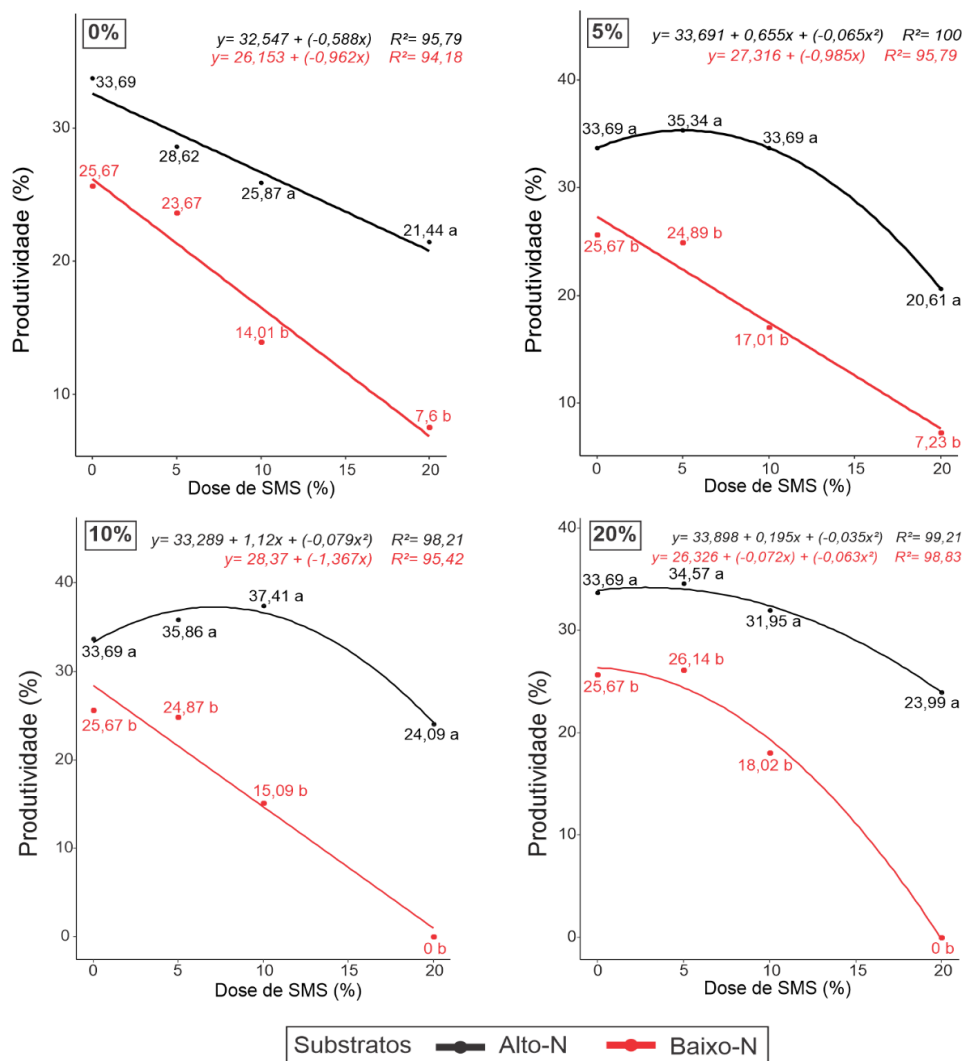 0%
y= 32,547 + (-0,588x) R²= 95,79
y= 26,153 + (-0,962x) R²= 94,18
Produtividade (%)
30
20
10
33,69
28,62
25,87 a
21,44 a
25,67
23,67
14,01 b
7,6 b
0 5 10 15 20
Dose de SMS (%)
5%
y= 33,691 + 0,655x + (-0,065x²) R²= 100
y= 27,316 + (-0,985x) R²= 95,79
Produtividade (%)
40
30
20
10
33,69 a
35,34 a
33,69 a
20,61 a
25,67 b
24,89 b
17,01 b
7,23 b
0 5 10 15 20
Dose de SMS (%)
10%
y= 33,289 + 1,12x + (-0,079x²) R²= 98,21
y= 28,37 + (-1,367x) R²= 95,42
Produtividade (%)
40
30
20
10
0
33,69 a
35,86 a
37,41 a
24,09 a
25,67 b
24,87 b
15,09 b
0 b
0 5 10 15 20
Dose de SMS (%)
20%
y= 33,898 + 0,195x + (-0,035x²) R²= 99,21
y= 26,326 + (-0,072x) + (-0,063x²) R²= 98,83
Produtividade (%)
40
30
20
10
0
33,69 a
34,57 a
31,95 a
23,99 a
25,67 b
26,14 b
18,02 b
0 b
0 5 10 15 20
Dose de SMS (%)
Substratos Alto-N Baixo-N